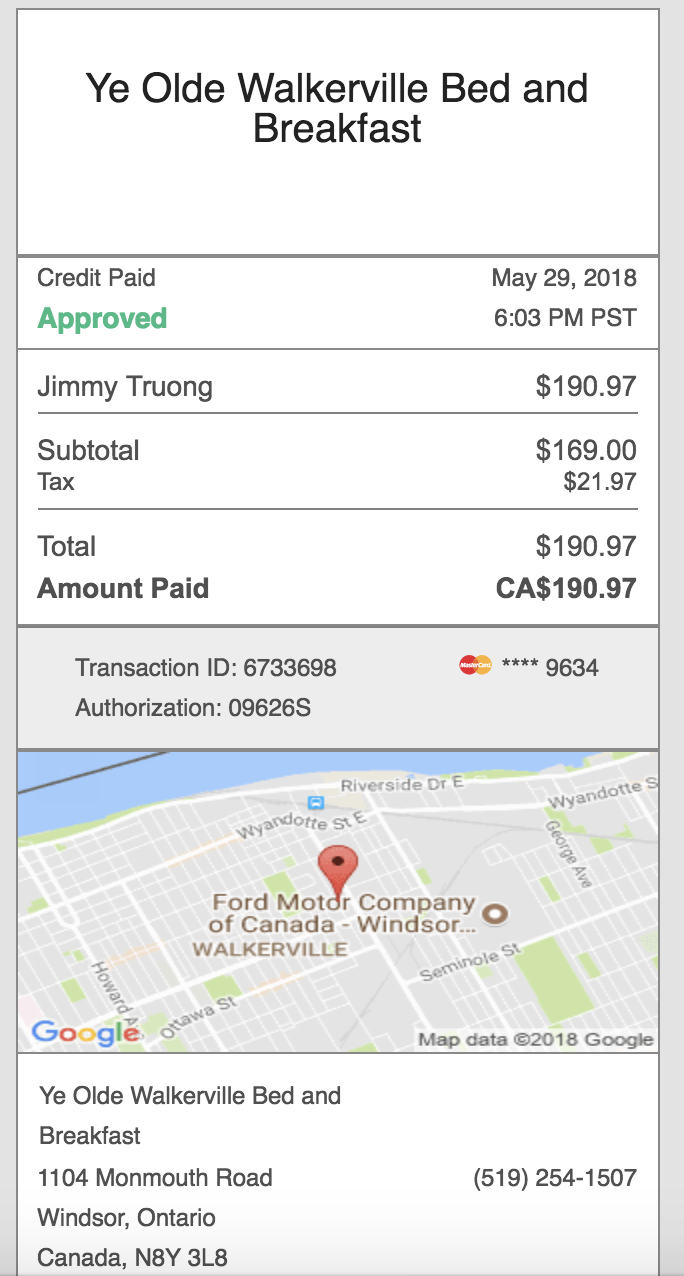 Ye Olde Walkerville Bed and
Breakfast
Credit Paid May 29, 2018
Approved 6:03 PM PST
Jimmy Truong $190.97
Subtotal $169.00
Tax $21.97
Total $190.97
Amount Paid CA$190.97
Transaction ID: 6733698 MasterCard **** 9634
Authorization: 09626S
Riverside Dr E
Wyandotte S
Wyandotte St E
George Ave
Ford Motor Company
of Canada - Windsor...
WALKERVILLE
Seminole St
Howard A
Ottawa St
Google
Map data ©2018 Google
Ye Olde Walkerville Bed and
Breakfast
1104 Monmouth Road (519) 254-1507
Windsor, Ontario
Canada, N8Y 3L8